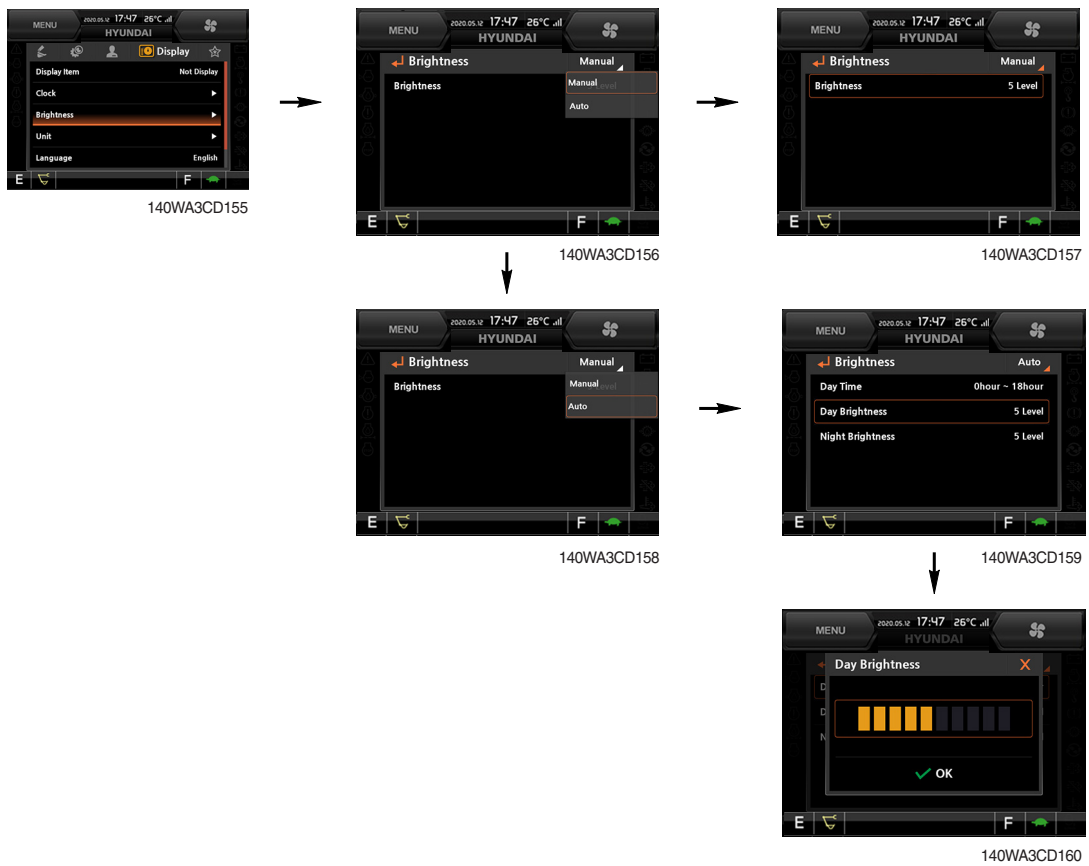 MENU
2020.05.12 17:47 26°C
HYUNDAI
Display
Display Item Not Display
Clock
Brightness
Unit
Language English
E F
140WA3CD155
MENU
2020.05.12 17:47 26°C
HYUNDAI
Brightness Manual
Brightness Manual Level
Auto
E F
140WA3CD156
MENU
2020.05.12 17:47 26°C
HYUNDAI
Brightness Manual
Brightness 5 Level
E F
140WA3CD157
MENU
2020.05.12 17:47 26°C
HYUNDAI
Brightness Manual
Brightness Manual Level
Auto
E F
140WA3CD158
MENU
2020.05.12 17:47 26°C
HYUNDAI
Brightness Auto
Day Time 0hour ~ 18hour
Day Brightness 5 Level
Night Brightness 5 Level
E F
140WA3CD159
MENU
2020.05.12 17:47 26°C
HYUNDAI
Day Brightness X
D
D
N
OK
E F
140WA3CD160